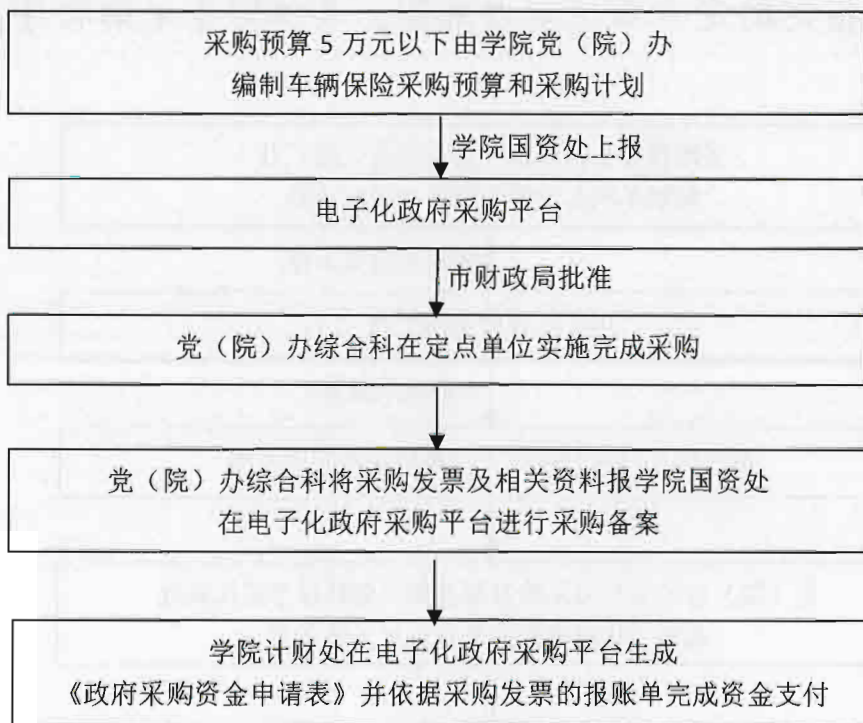 采购预算5万元以下由学院党（院）办
编制车辆保险采购预算和采购计划
学院国资处上报
电子化政府采购平台
市财政局批准
党（院）办综合科在定点单位实施完成采购
党（院）办综合科将采购发票及相关资料报学院国资处
在电子化政府采购平台进行采购备案
学院计财处在电子化政府采购平台生成
《政府采购资金申请表》并依据采购发票的报账单完成资金支付